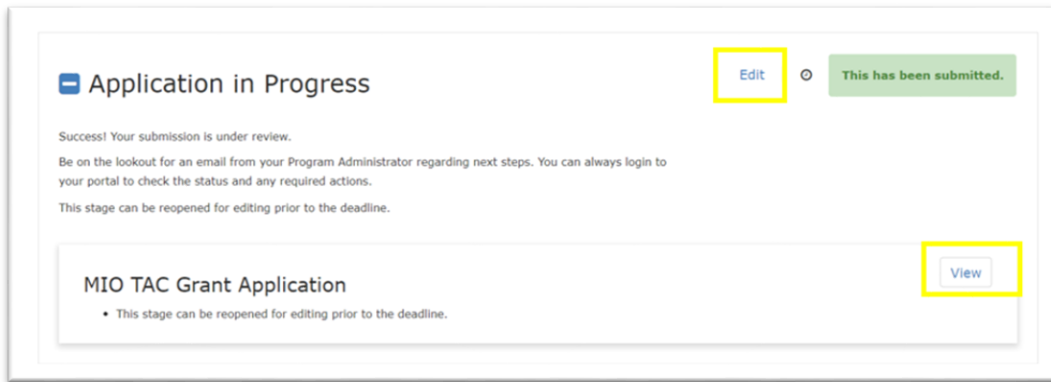 Application in Progress
Edit
This has been submitted.
Success! Your submission is under review.
Be on the lookout for an email from your Program Administrator regarding next steps. You can always login to
your portal to check the status and any required actions.
This stage can be reopened for editing prior to the deadline.
MIO TAC Grant Application
View
• This stage can be reopened for editing prior to the deadline.